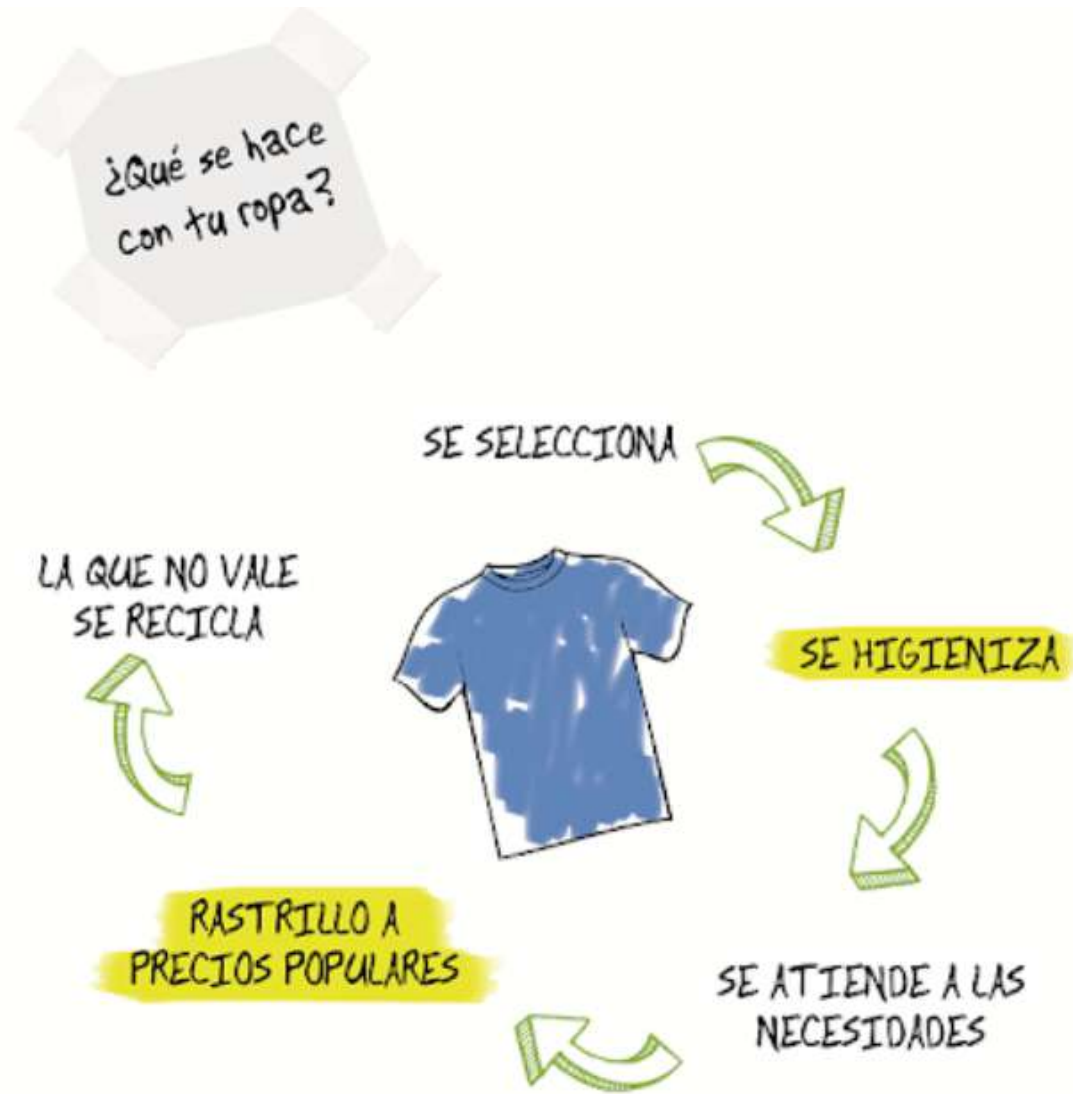 ¿Qué se hace
con tu ropa?
SE SELECCIONA
SE HIGIENIZA
SE ATIENDE A LAS
NECESIDADES
RASTRILLO A
PRECIOS POPULARES
LA QUE NO VALE
SE RECICLA